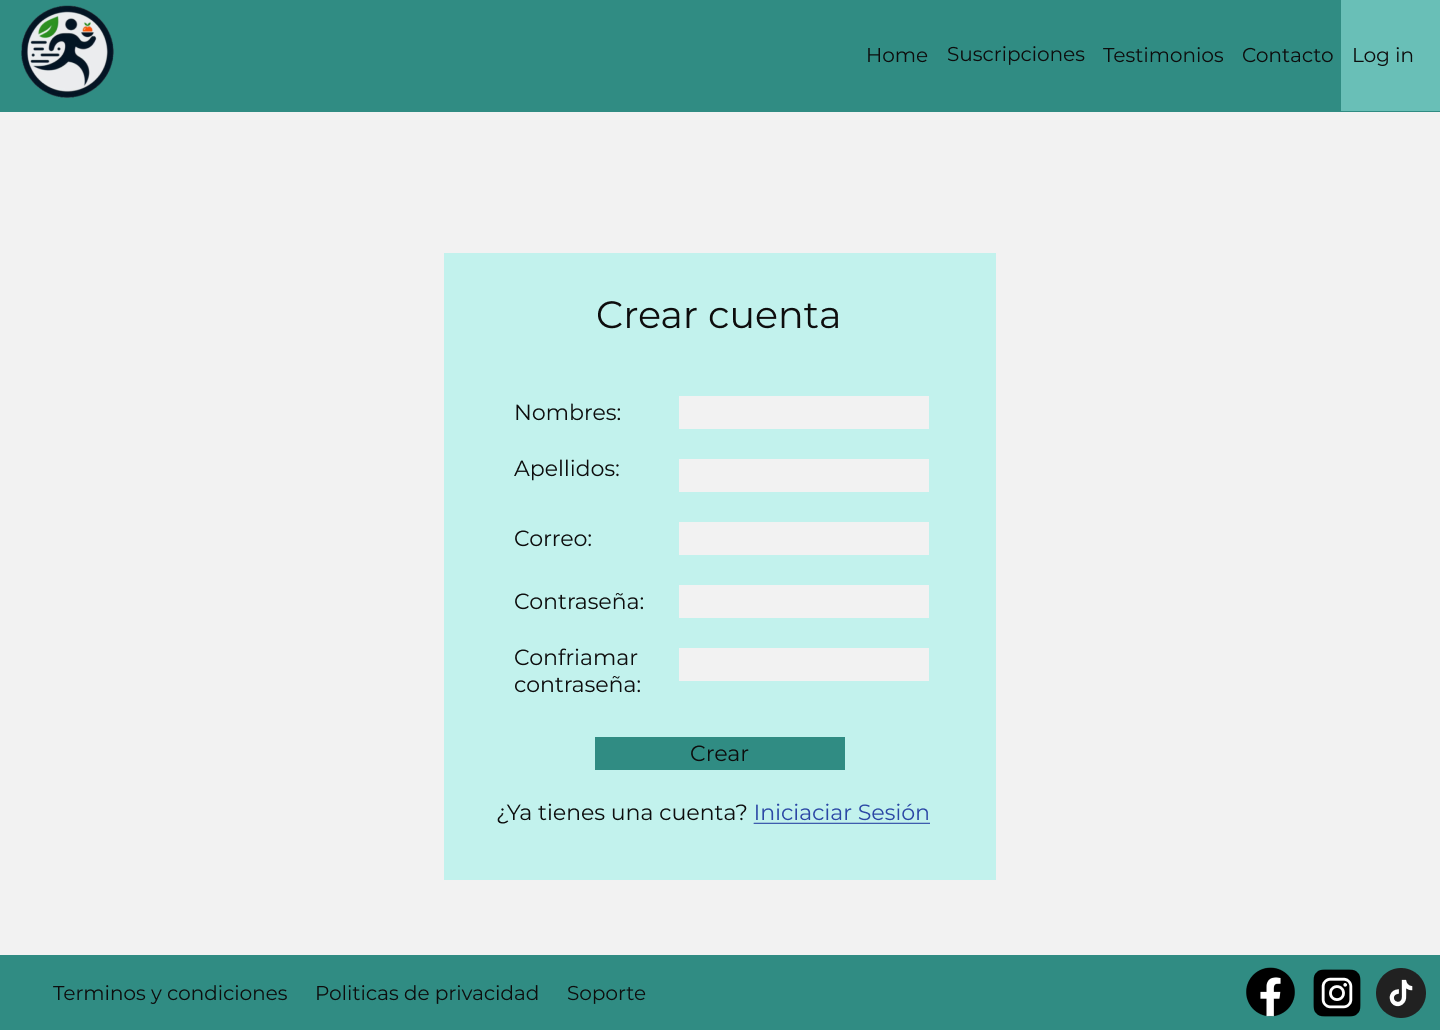 Home Suscripciones Testimonios Contacto Log in
Crear cuenta
Nombres:
Apellidos:
Correo:
Contraseña:
Confriamar
contraseña:
Crear
¿Ya tienes una cuenta? Iniciaciar Sesión
Terminos y condiciones Politicas de privacidad Soporte